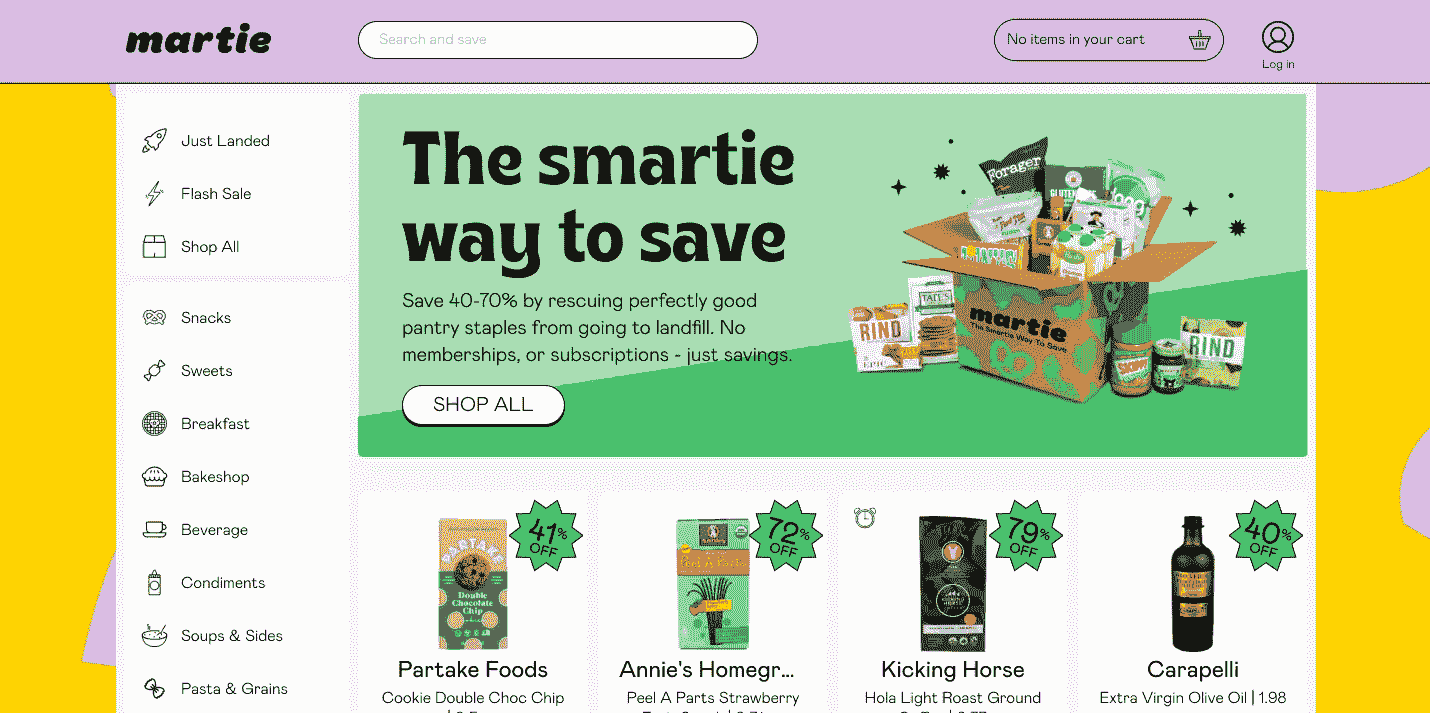 martie
Search and save
No items in your cart
Log in
Just Landed
Flash Sale
Shop All
Snacks
Sweets
Breakfast
Bakeshop
Beverage
Condiments
Soups & Sides
Pasta & Grains
The smartie
way to save
Save 40-70% by rescuing perfectly good
pantry staples from going to landfill. No
memberships, or subscriptions - just savings.
SHOP ALL
Forager
TATE'S
RIND
martie
The Smartie Way To Save
SKIPPY
RIND
EPIC
41%
OFF
72%
OFF
79%
OFF
40%
OFF
Double
Chocolate
Chip
Partake Foods
Cookie Double Choc Chip
Annie's Homegr...
Peel A Parts Strawberry
Kicking Horse
Hola Light Roast Ground
Carapelli
Extra Virgin Olive Oil | 1.98